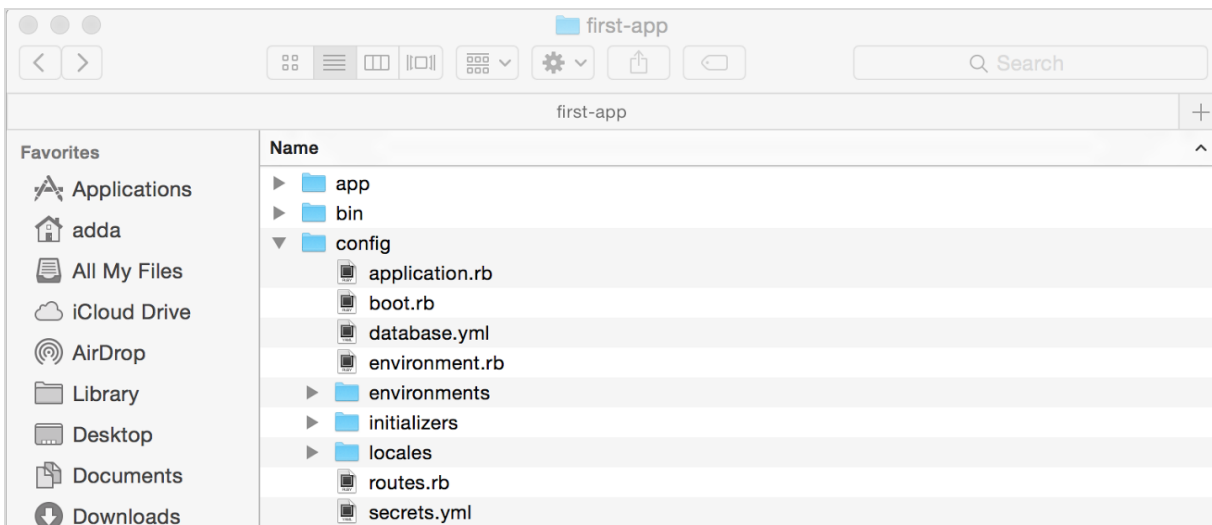 first-app
Search
first-app
Favorites
Applications
adda
All My Files
iCloud Drive
AirDrop
Library
Desktop
Documents
Downloads
Name
app
bin
config
application.rb
boot.rb
database.yml
environment.rb
environments
initializers
locales
routes.rb
secrets.yml